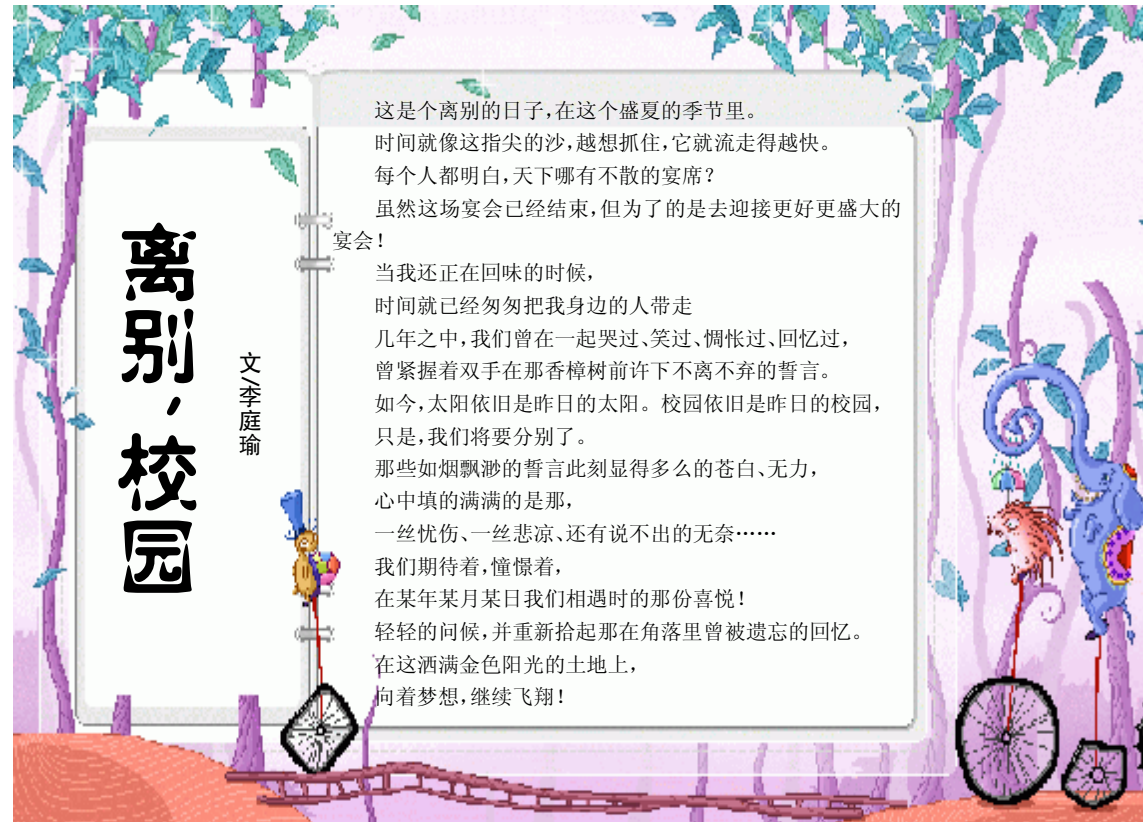 离别，校园
文/李庭瑜
这是个离别的日子，在这个盛夏的季节里。
时间就像这指尖的沙，越想抓住，它就流走得越快。
每个人都明白，天下哪有不散的宴席？
虽然这场宴会已经结束，但为了的是去迎接更好更盛大的
宴会！
当我还正在回味的时候，
时间就已经匆匆把我身边的人带走
几年之中，我们曾在一起哭过、笑过、惆怅过、回忆过，
曾紧握着双手在那香樟树前许下不离不弃的誓言。
如今，太阳依旧是昨日的太阳。校园依旧是昨日的校园，
只是，我们将要分别了。
那些如烟飘渺的誓言此刻显得多么的苍白、无力，
心中填的满满的是那，
一丝忧伤、一丝悲凉、还有说不出的无奈……
我们期待着，憧憬着，
在某年某月某日我们相遇时的那份喜悦！
轻轻的问候，并重新拾起那在角落里曾被遗忘的回忆。
在这洒满金色阳光的土地上，
向着梦想，继续飞翔！